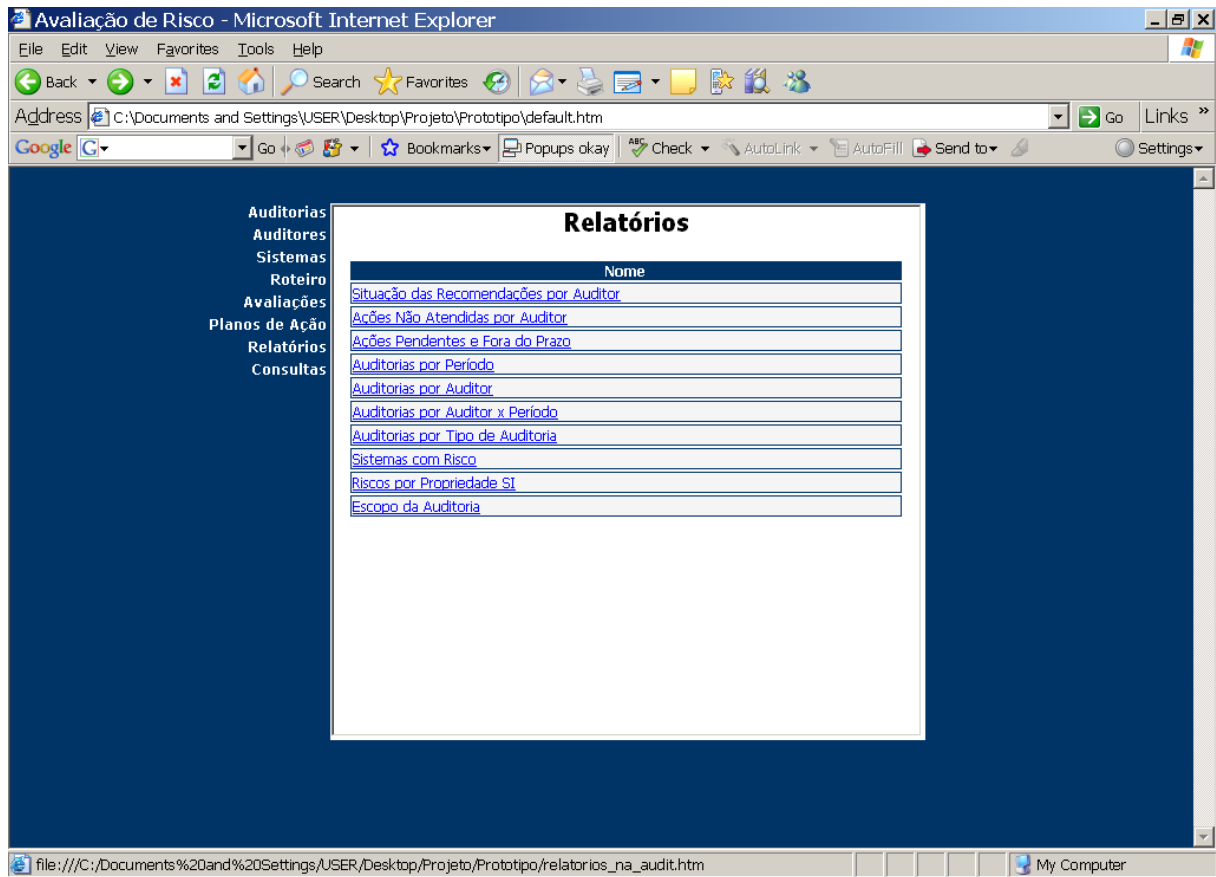 Avaliação de Risco - Microsoft Internet Explorer
File Edit View Favorites Tools Help
Back Search Favorites
Address C:\Documents and Settings\USER\Desktop\Projeto\Prototipo\default.htm Go Links »
Google G Go Bookmarks Popups okay ABC Check AutoLink AutoFill Send to Settings
Relatórios
Auditorias
Auditores
Sistemas
Roteiro
Avaliações
Planos de Ação
Relatórios
Consultas
Nome
Situação das Recomendações por Auditor
Ações Não Atendidas por Auditor
Ações Pendentes e Fora do Prazo
Auditorias por Período
Auditorias por Auditor
Auditorias por Auditor x Período
Auditorias por Tipo de Auditoria
Sistemas com Risco
Riscos por Propriedade SI
Escopo da Auditoria
file:///C:/Documents%20and%20Settings/USER/Desktop/Projeto/Prototipo/relatorios_na_audit.htm My Computer